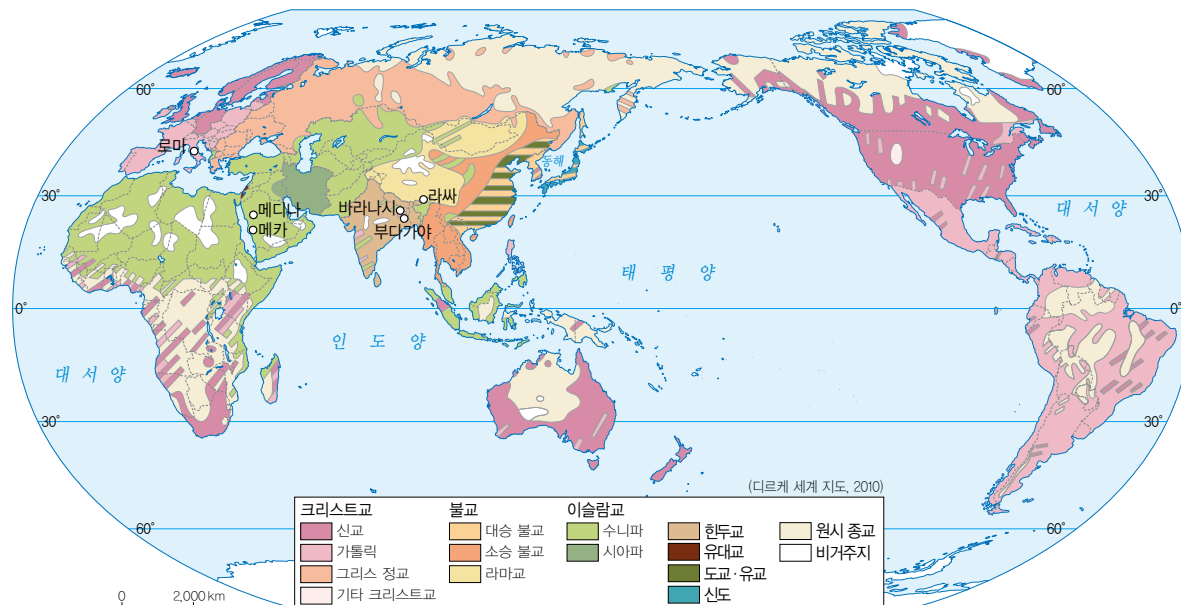 60°
60°
로마
동해
30°
라싸
30°
메디나
바라나시
대서양
메카
부다가야
태평양
0°
0°
인도양
대서양
30°
30°
(디르케 세계 지도, 2010)
크리스트교
불교
이슬람교
신교
대승 불교
수니파
힌두교
원시 종교
가톨릭
소승 불교
시아파
유대교
비거주지
그리스 정교
라마교
도교·유교
기타 크리스트교
신도
60°
60°
0
2,000 km